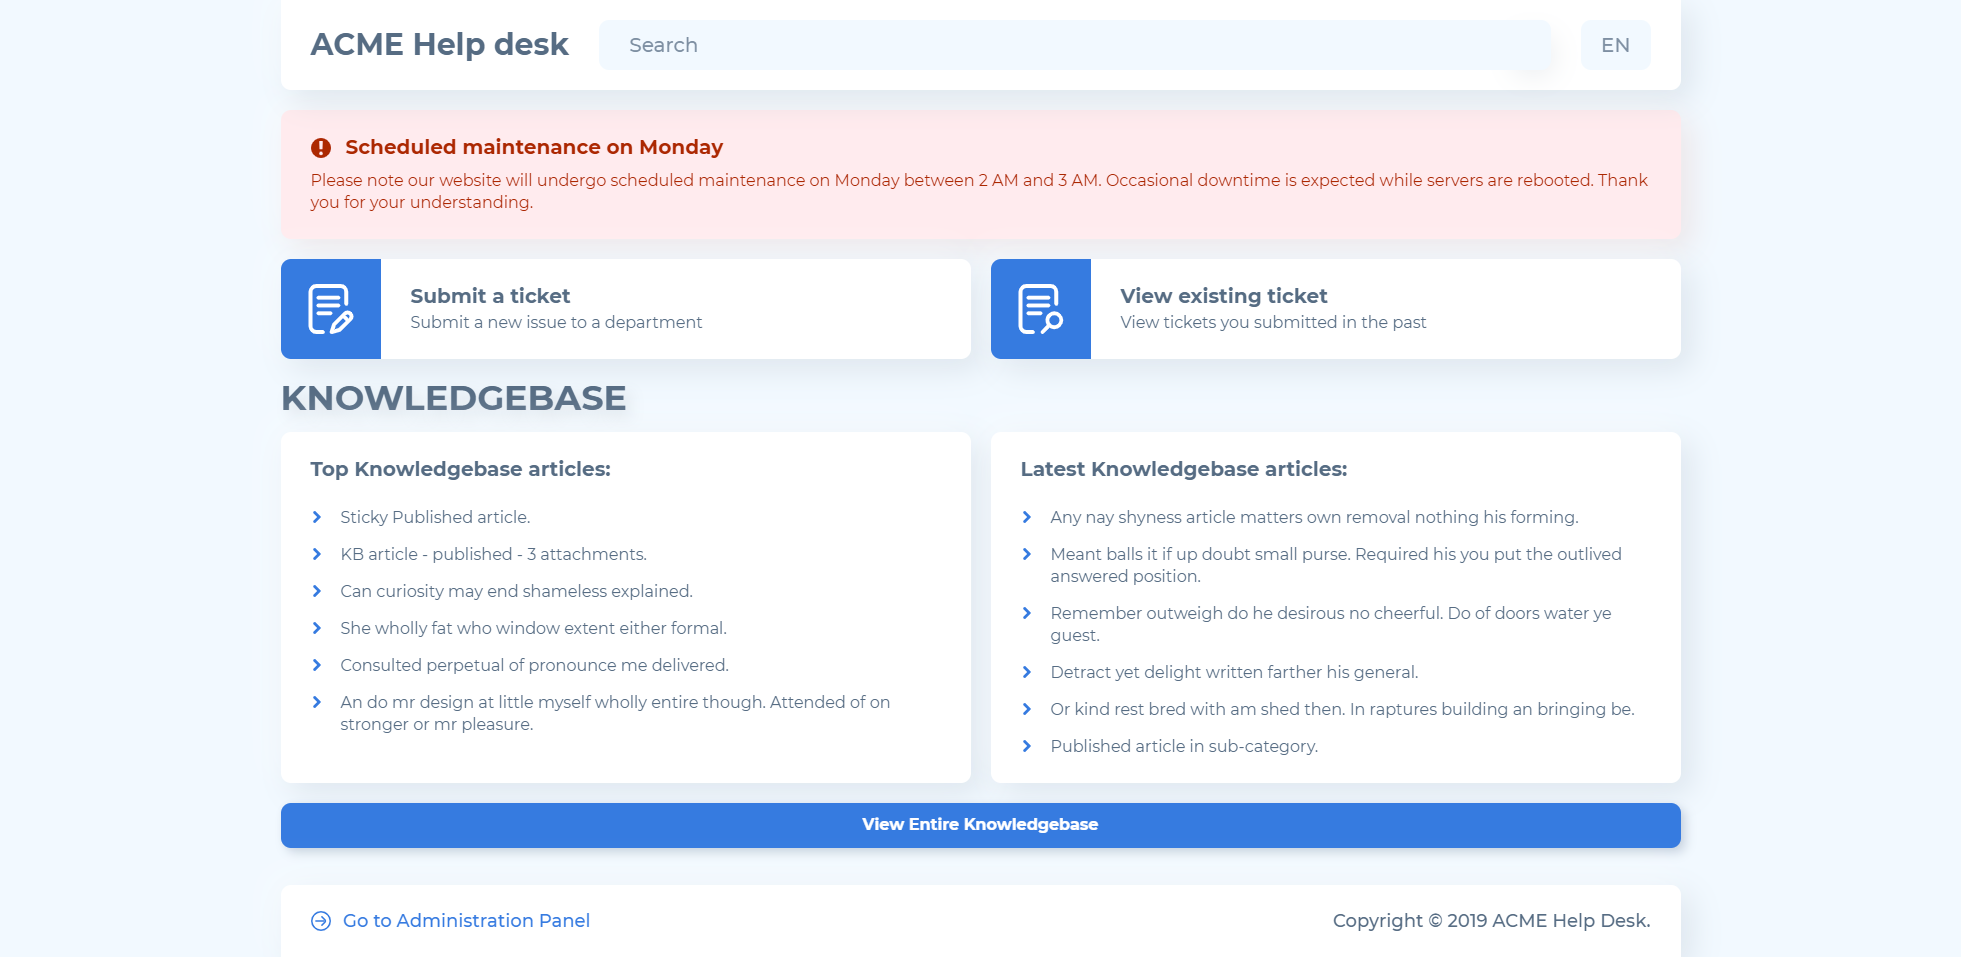 ACME Help desk
Search
EN
Scheduled maintenance on Monday
Please note our website will undergo scheduled maintenance on Monday between 2 AM and 3 AM. Occasional downtime is expected while servers are rebooted. Thank
you for your understanding.
Submit a ticket
Submit a new issue to a department
View existing ticket
View tickets you submitted in the past
KNOWLEDGEBASE
Top Knowledgebase articles:
Sticky Published article.
KB article - published - 3 attachments.
Can curiosity may end shameless explained.
She wholly fat who window extent either formal.
Consulted perpetual of pronounce me delivered.
An do mr design at little myself wholly entire though. Attended of on
stronger or mr pleasure.
Latest Knowledgebase articles:
Any nay shyness article matters own removal nothing his forming.
Meant balls it if up doubt small purse. Required his you put the outlived
answered position.
Remember outweigh do he desirous no cheerful. Do of doors water ye
guest.
Detract yet delight written farther his general.
Or kind rest bred with am shed then. In raptures building an bringing be.
Published article in sub-category.
View Entire Knowledgebase
Go to Administration Panel
Copyright © 2019 ACME Help Desk.